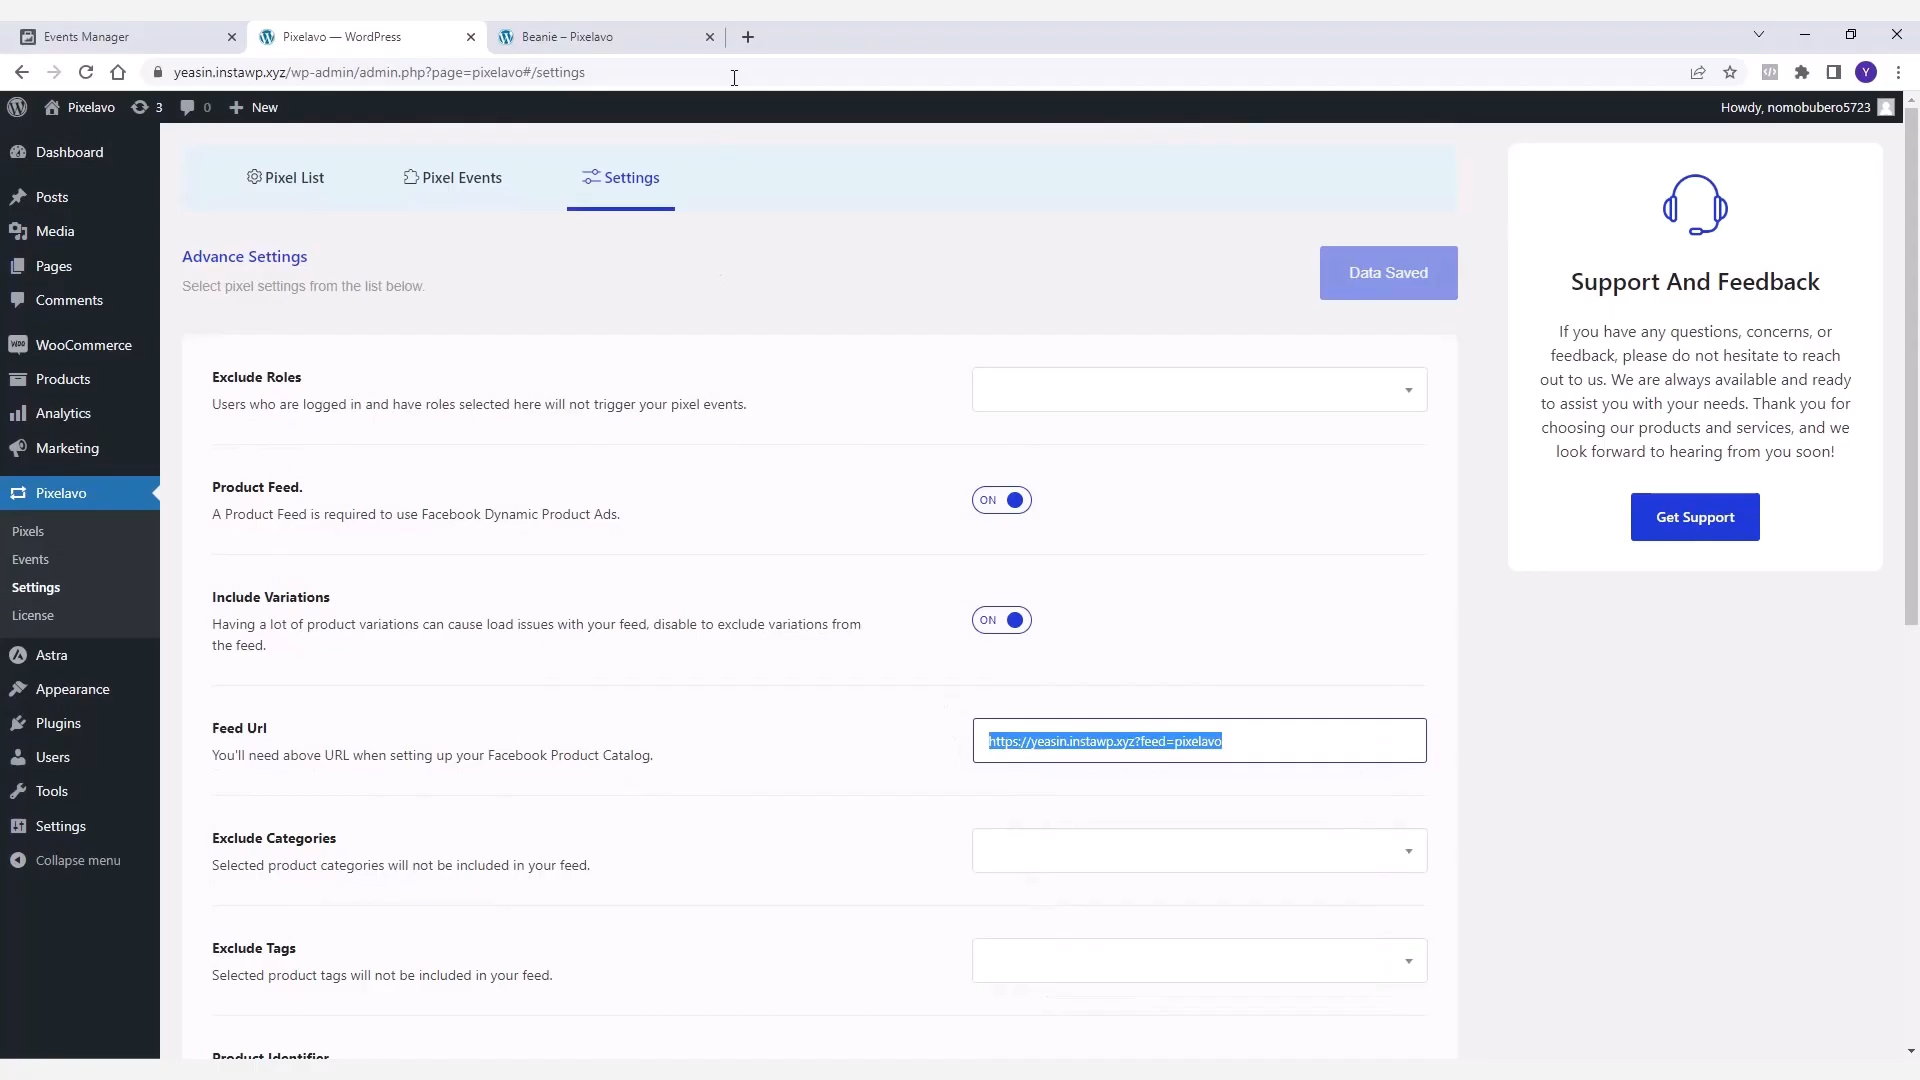 Events Manager
Pixelavo — WordPress
Beanie – Pixelavo
yeasin.instawp.xyz/wp-admin/admin.php?page=pixelavo#/settings
Y
Pixelavo
3
0
New
Howdy, nomobubero5723
Dashboard
Posts
Media
Pages
Comments
WooCommerce
Products
Analytics
Marketing
Pixelavo
Pixels
Events
Settings
License
Astra
Appearance
Plugins
Users
Tools
Settings
Collapse menu
Pixel List
Pixel Events
Settings
Advance Settings
Select pixel settings from the list below.
Data Saved
Exclude Roles
Users who are logged in and have roles selected here will not trigger your pixel events.
Product Feed.
A Product Feed is required to use Facebook Dynamic Product Ads.
ON
Include Variations
Having a lot of product variations can cause load issues with your feed, disable to exclude variations from
the feed.
ON
Feed Url
You'll need above URL when setting up your Facebook Product Catalog.
https://yeasin.instawp.xyz?feed=pixelavo
Exclude Categories
Selected product categories will not be included in your feed.
Exclude Tags
Selected product tags will not be included in your feed.
Product Identifier
Support And Feedback
If you have any questions, concerns, or
feedback, please do not hesitate to reach
out to us. We are always available and ready
to assist you with your needs. Thank you for
choosing our products and services, and we
look forward to hearing from you soon!
Get Support